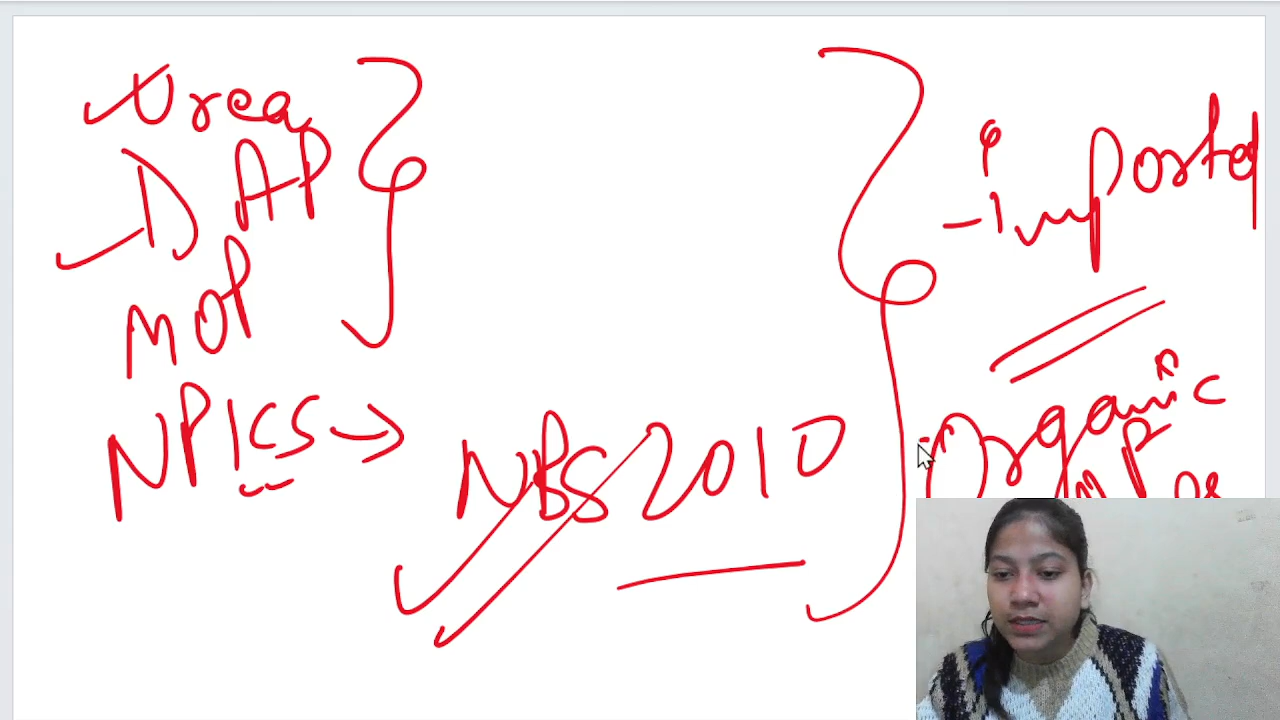 Urea
DAP
MOP
NPKS →
NBS 2010
- imported
Organic